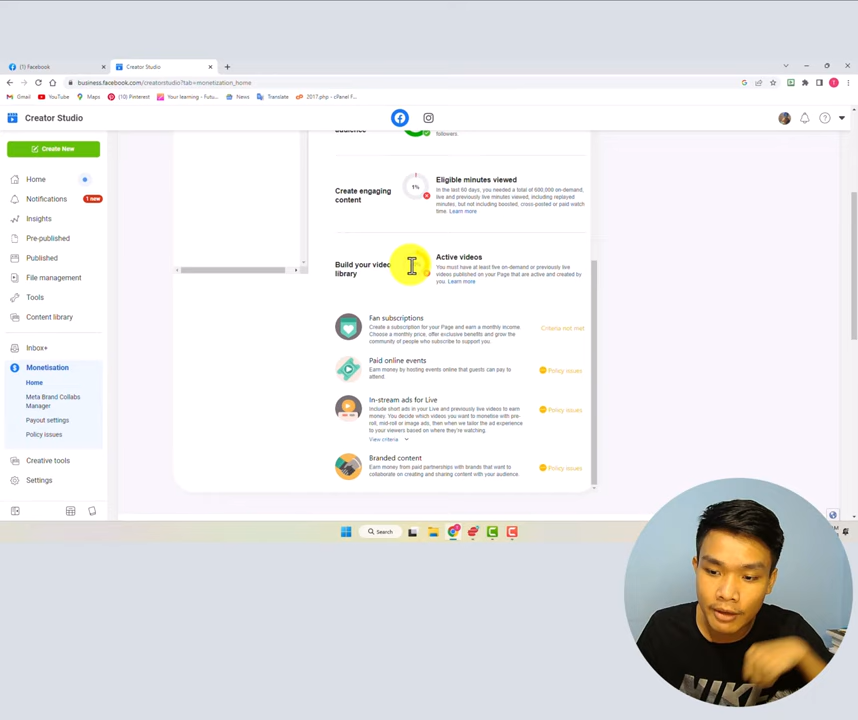 (1) Facebook
Creator Studio
business.facebook.com/creatorstudio?tab=monetization_home
Gmail
YouTube
Maps
(10) Pinterest
Your learning - Futu...
News
Translate
2017.php - cPanel F...
Creator Studio
Create New
Home
Notifications
1 new
Insights
Pre-published
Published
File management
Tools
Content library
Inbox+
Monetisation
Home
Meta Brand Collabs
Manager
Payout settings
Policy issues
Creative tools
Settings
audience
followers.
Create engaging
content
1%
Eligible minutes viewed
In the last 60 days, you needed a total of 600,000 on-demand,
live and previously live minutes viewed, including replayed
minutes, but not including boosted, cross-posted or paid watch
time.
Learn more
Build your video
library
Active videos
You must have at least five on-demand or previously live
videos published on your Page that are active and created by
you. Learn more
Fan subscriptions
Create a subscription for your Page and earn a monthly income.
Choose a monthly price, offer exclusive benefits and grow the
community of people who subscribe to support you.
Criteria not met
Paid online events
Earn money by hosting events online that guests can pay to
attend.
Policy issues
In-stream ads for Live
Include short ads in your Live and previously live videos to earn
money. You decide which videos you want to monetise with pre-
roll, mid-roll or image ads, then when we tailor the ad experience
to your viewers based on where they're watching.
View criteria
Policy issues
Branded content
Earn money from paid partnerships with brands that want to
collaborate on creating and sharing content with your audience.
Policy issues
Search
NIKE